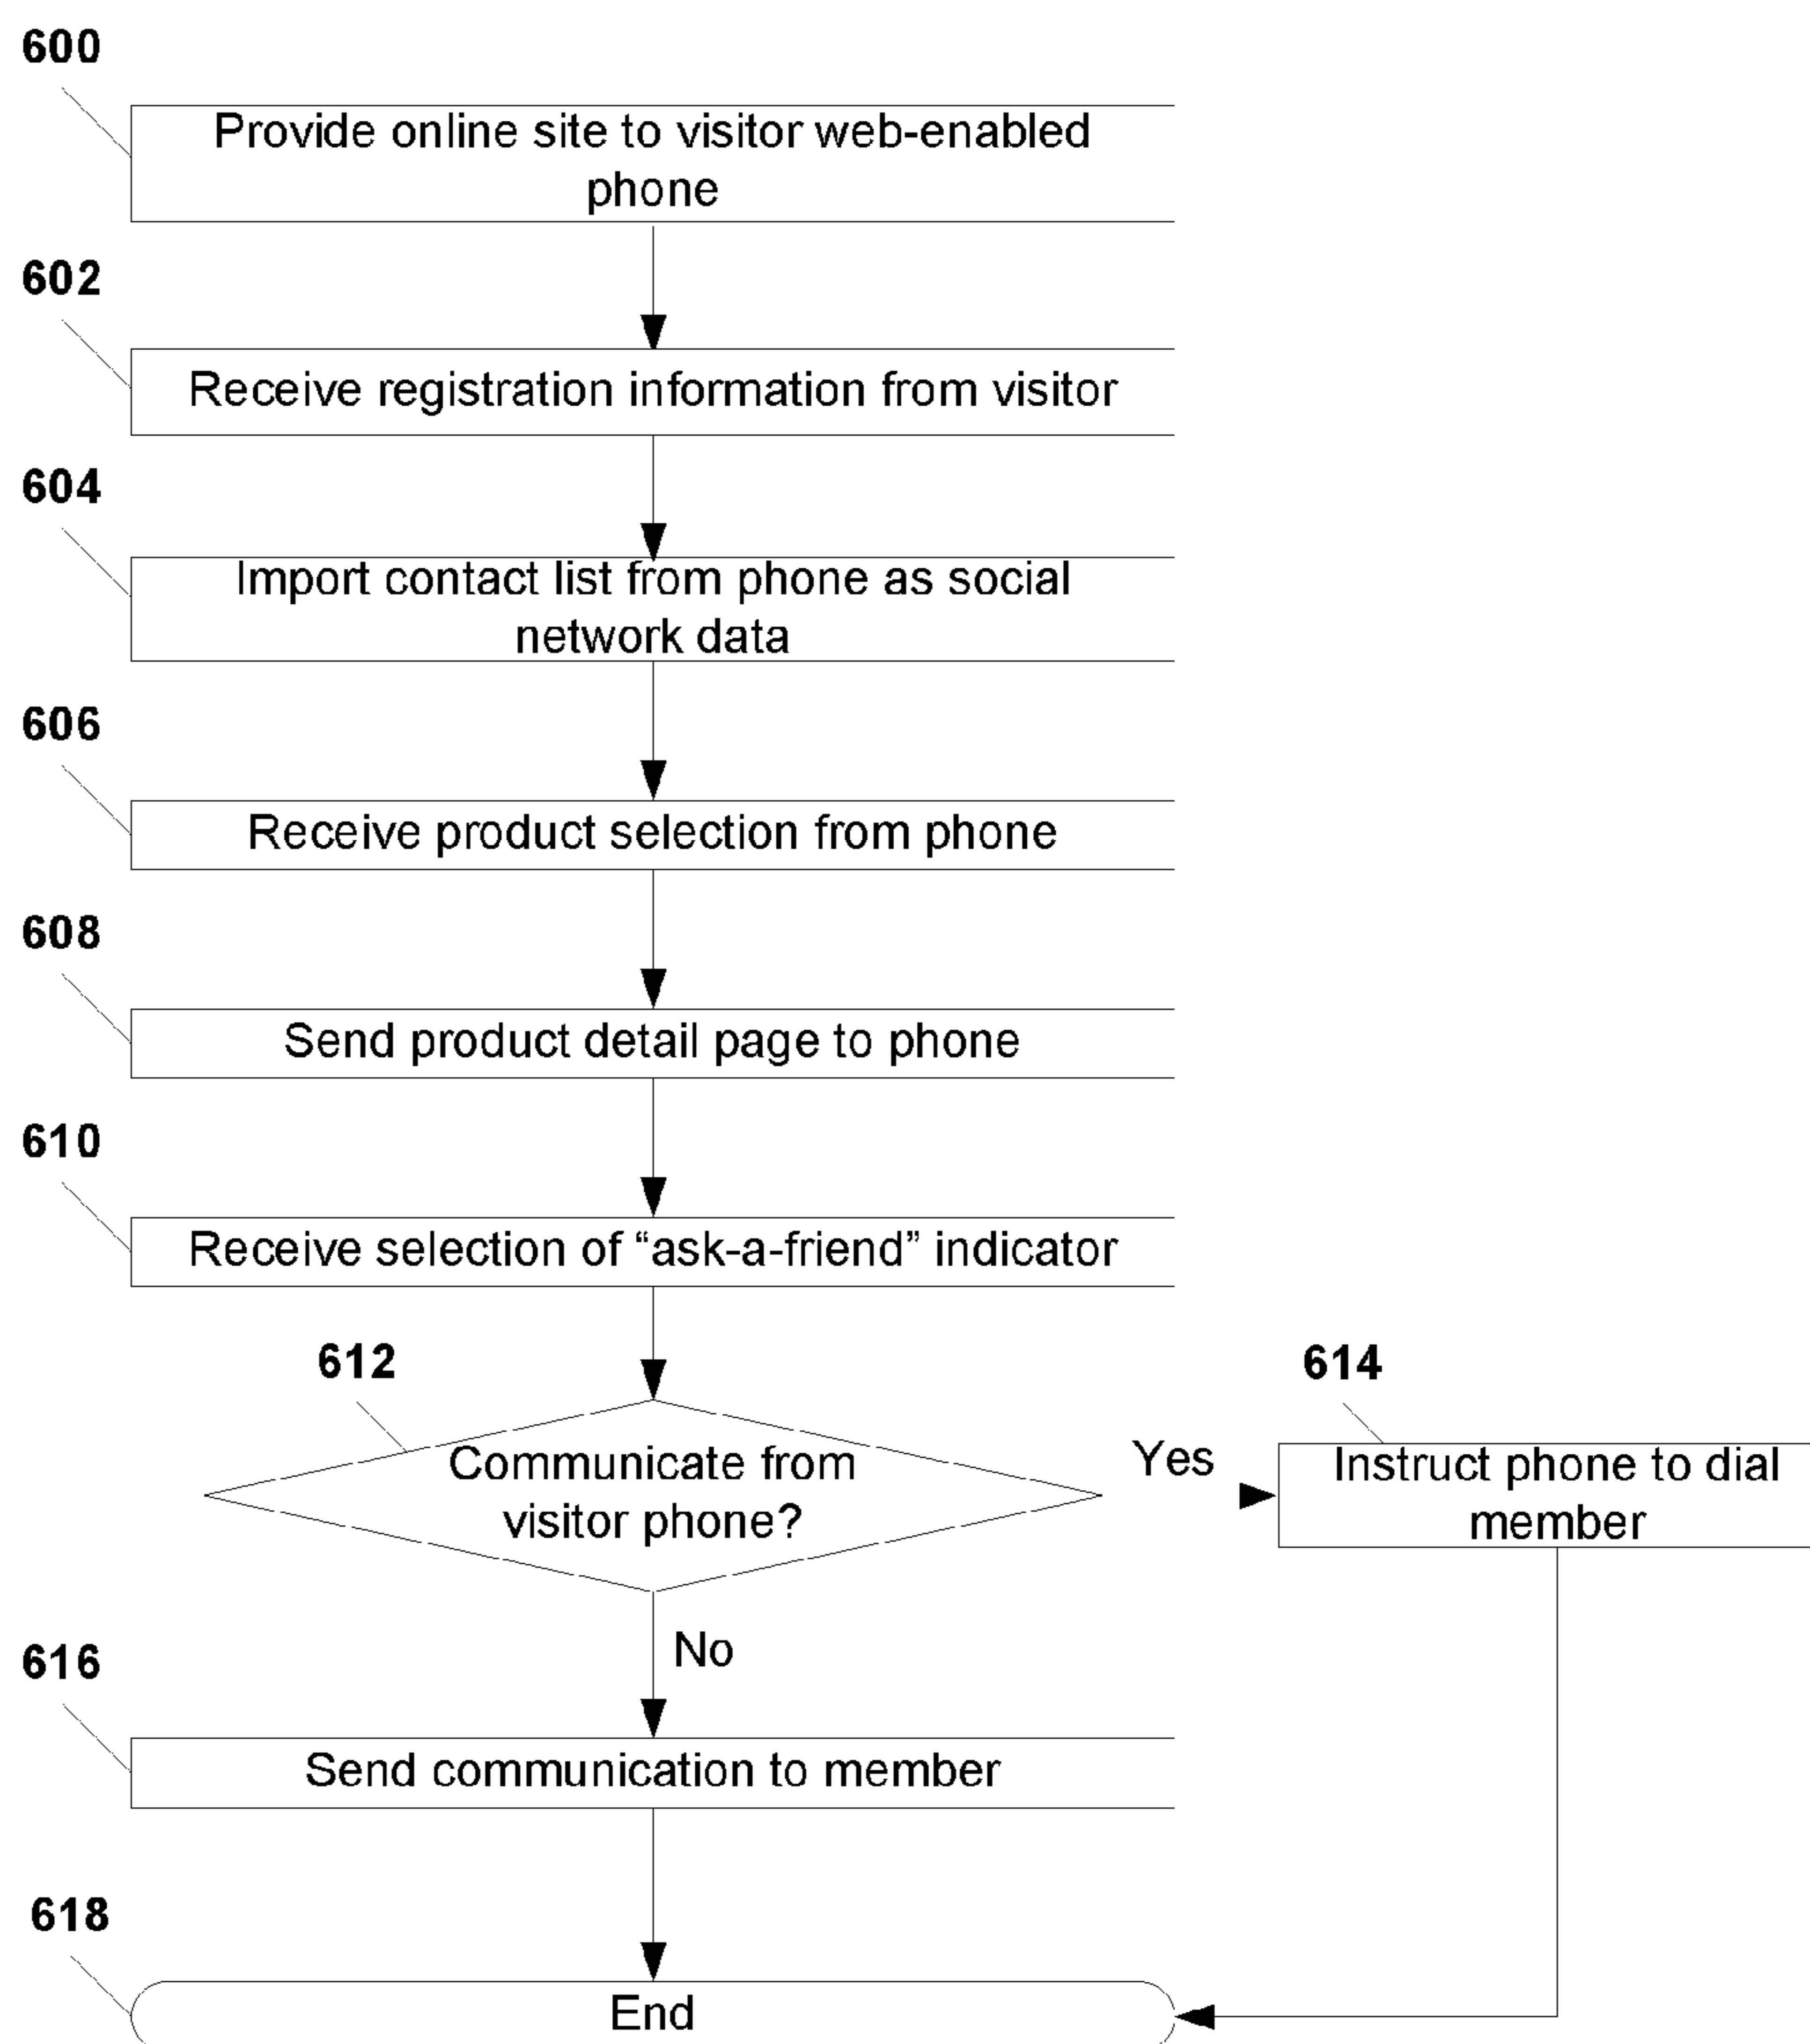 600
Provide online site to visitor web-enabled
phone
602
Receive registration information from visitor
604
Import contact list from phone as social
network data
606
Receive product selection from phone
608
Send product detail page to phone
610
Receive selection of “ask-a-friend” indicator
612
Communicate from
visitor phone?
Yes
614
Instruct phone to dial
member
No
616
Send communication to member
618
End